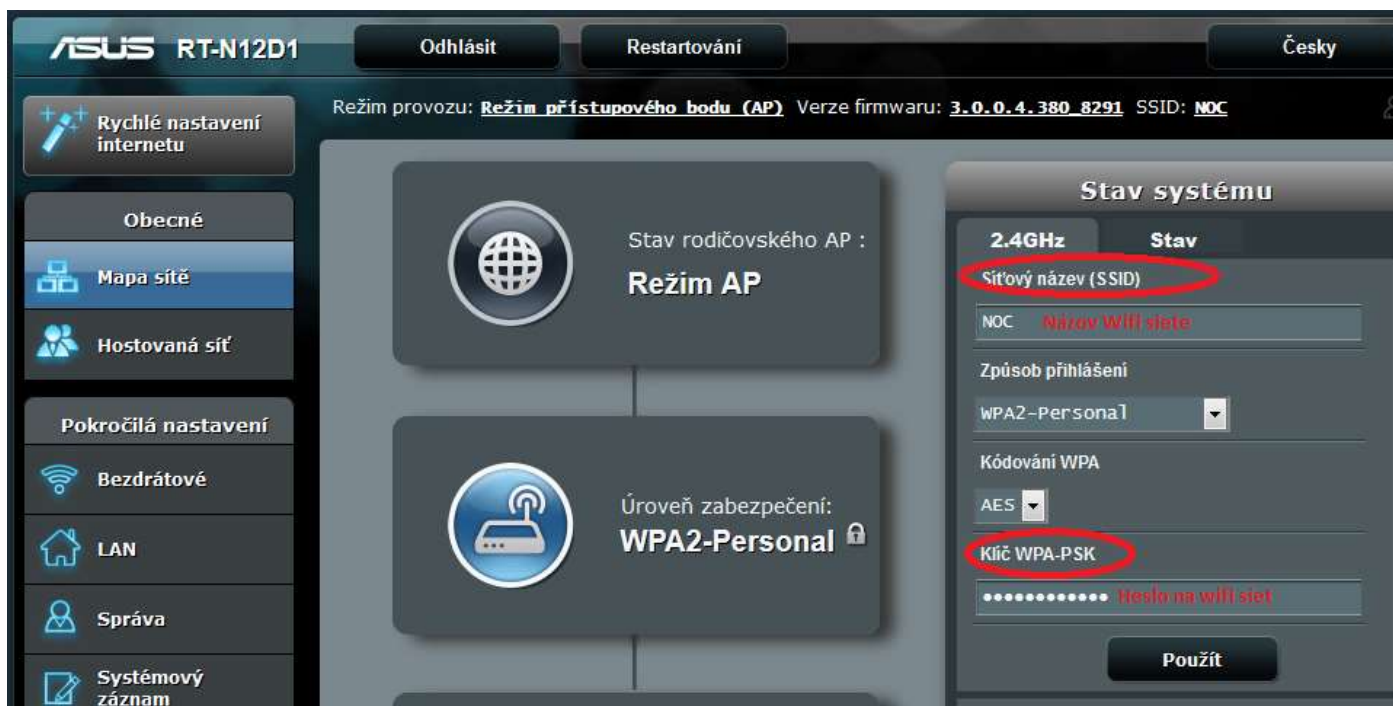 ASUS RT-N12D1 Odhlásit Restartování Česky
Režim provozu: Režim přístupového bodu (AP) Verze firmwaru: 3.0.0.4.380_8291 SSID: NOC
Rychlé nastavení
internetu
Obecné
Mapa sítě
Hostovaná síť
Pokročilá nastavení
Bezdrátové
LAN
Správa
Systémový
záznam
Stav rodičovského AP :
Režim AP
Úroveň zabezpečení:
WPA2-Personal
Stav systému
2.4GHz Stav
Síťový název (SSID)
NOC Názov Wifi siete
Způsob přihlášení
WPA2-Personal
Kódování WPA
AES
Klíč WPA-PSK
•••••••••••• Heslo na wifi siet
Použít